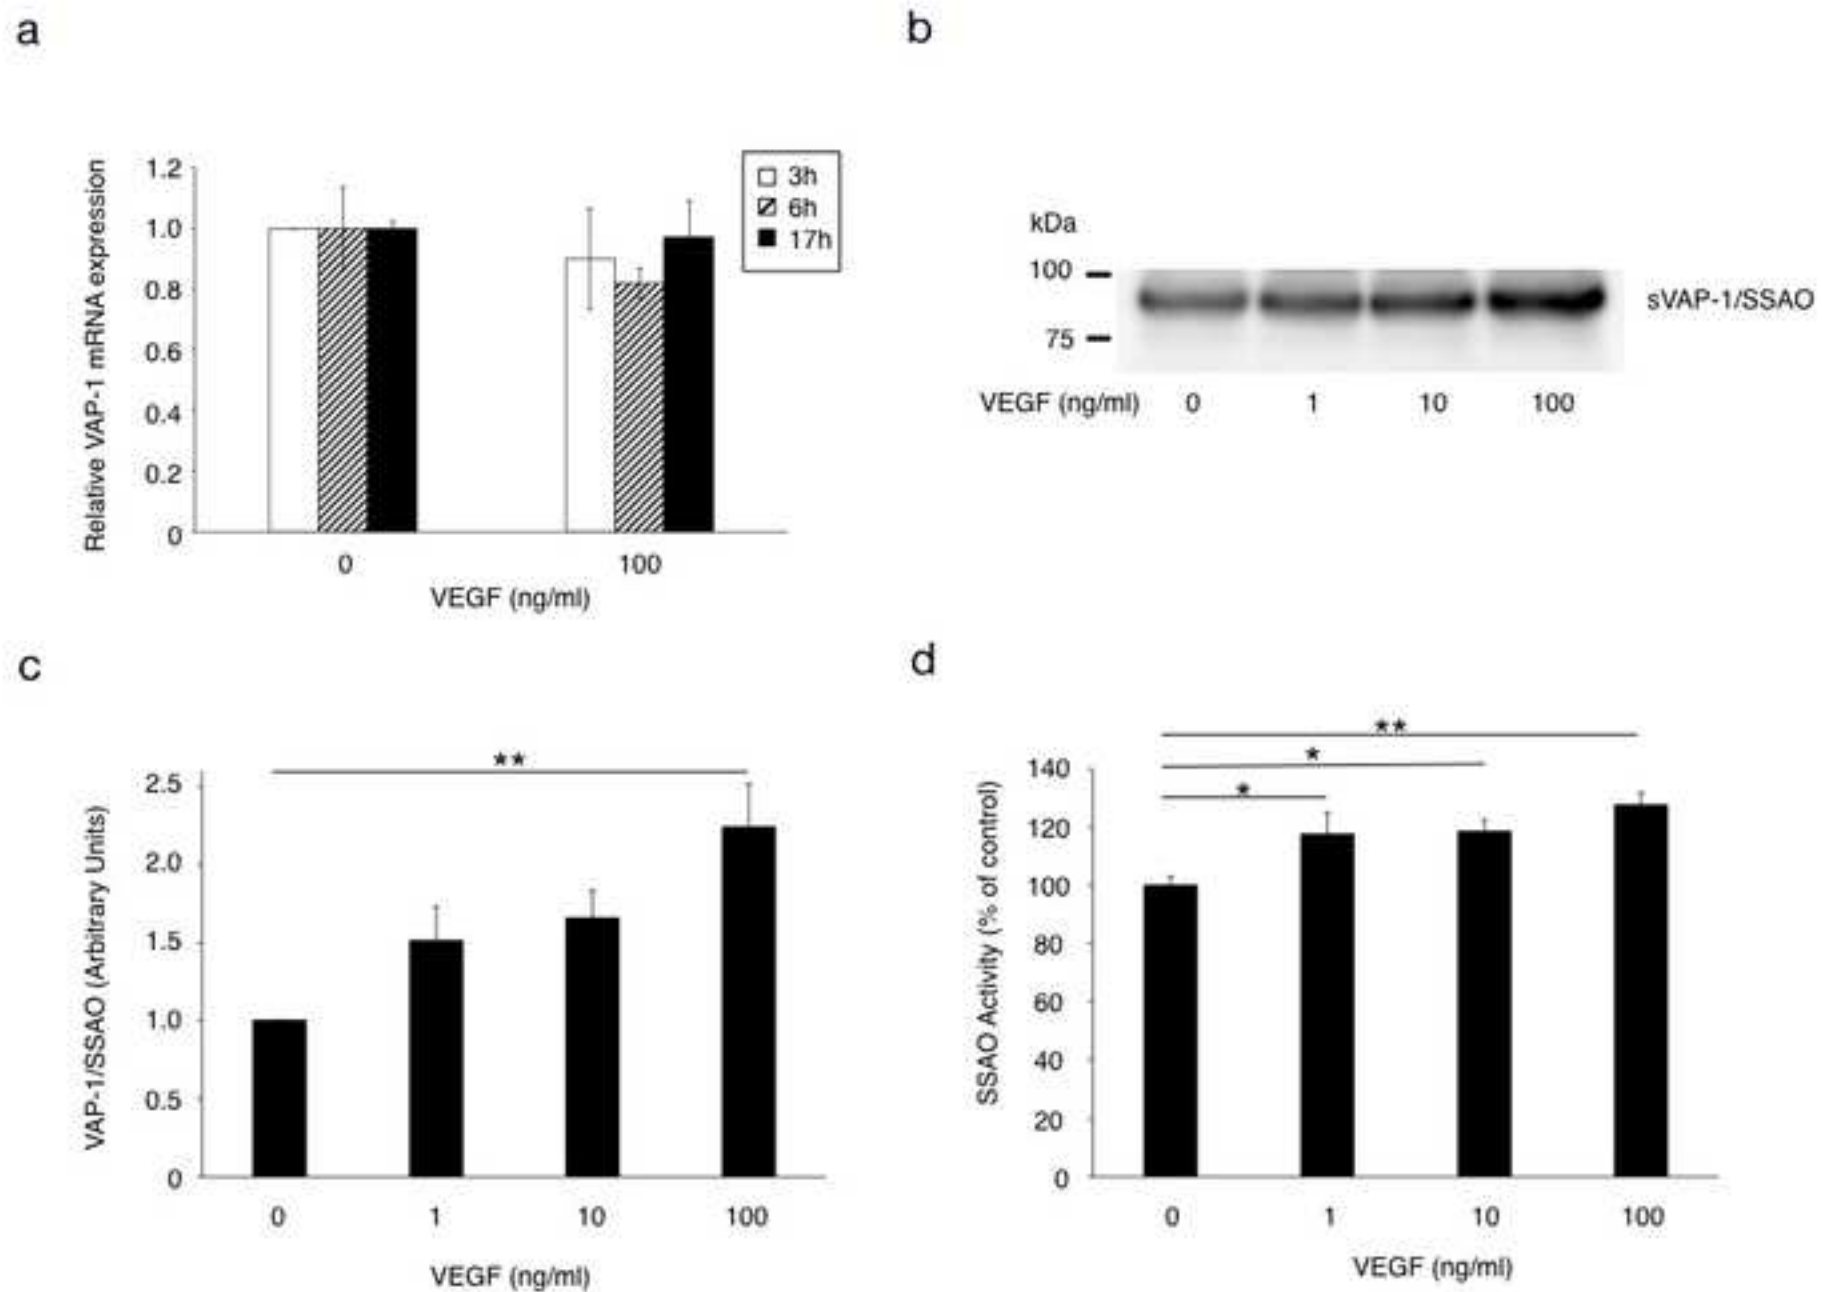 a
Relative VAP-1 mRNA expression
1.2
1.0
0.8
0.6
0.4
0.2
0
3h
6h
17h
0 100
VEGF (ng/ml)
b
kDa
100
75
sVAP-1/SSAO
VEGF (ng/ml) 0 1 10 100
c
VAP-1/SSAO (Arbitrary Units)
**
2.5
2.0
1.5
1.0
0.5
0
0 1 10 100
VEGF (ng/ml)
d
SSAO Activity (% of control)
**
*
*
140
120
100
80
60
40
20
0
0 1 10 100
VEGF (ng/ml)